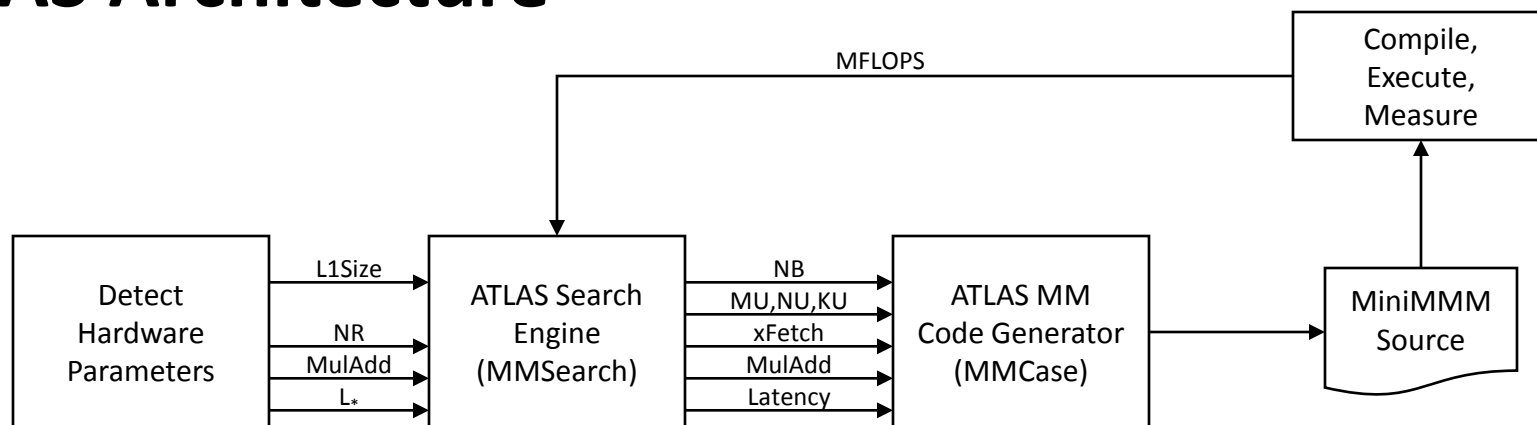 Architecture
MFLOPS
Compile,
Execute,
Measure
Detect
Hardware
Parameters
L1Size
NR
MulAdd
L*
ATLAS Search
Engine
(MMSearch)
NB
MU,NU,KU
xFetch
MulAdd
Latency
ATLAS MM
Code Generator
(MMCase)
MiniMMM
Source